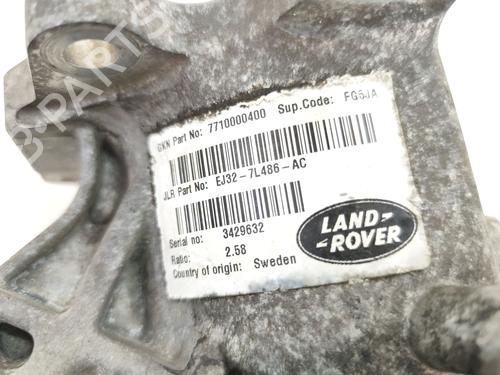 GKN Part No: 7710000400 Sup.Code: FG6JA
JLR Part No: EJ32-7L486-AC
Serial no: 3429632
Ratio: 2.58
Country of origin: Sweden
LAND-
-ROVER
B-PARTS